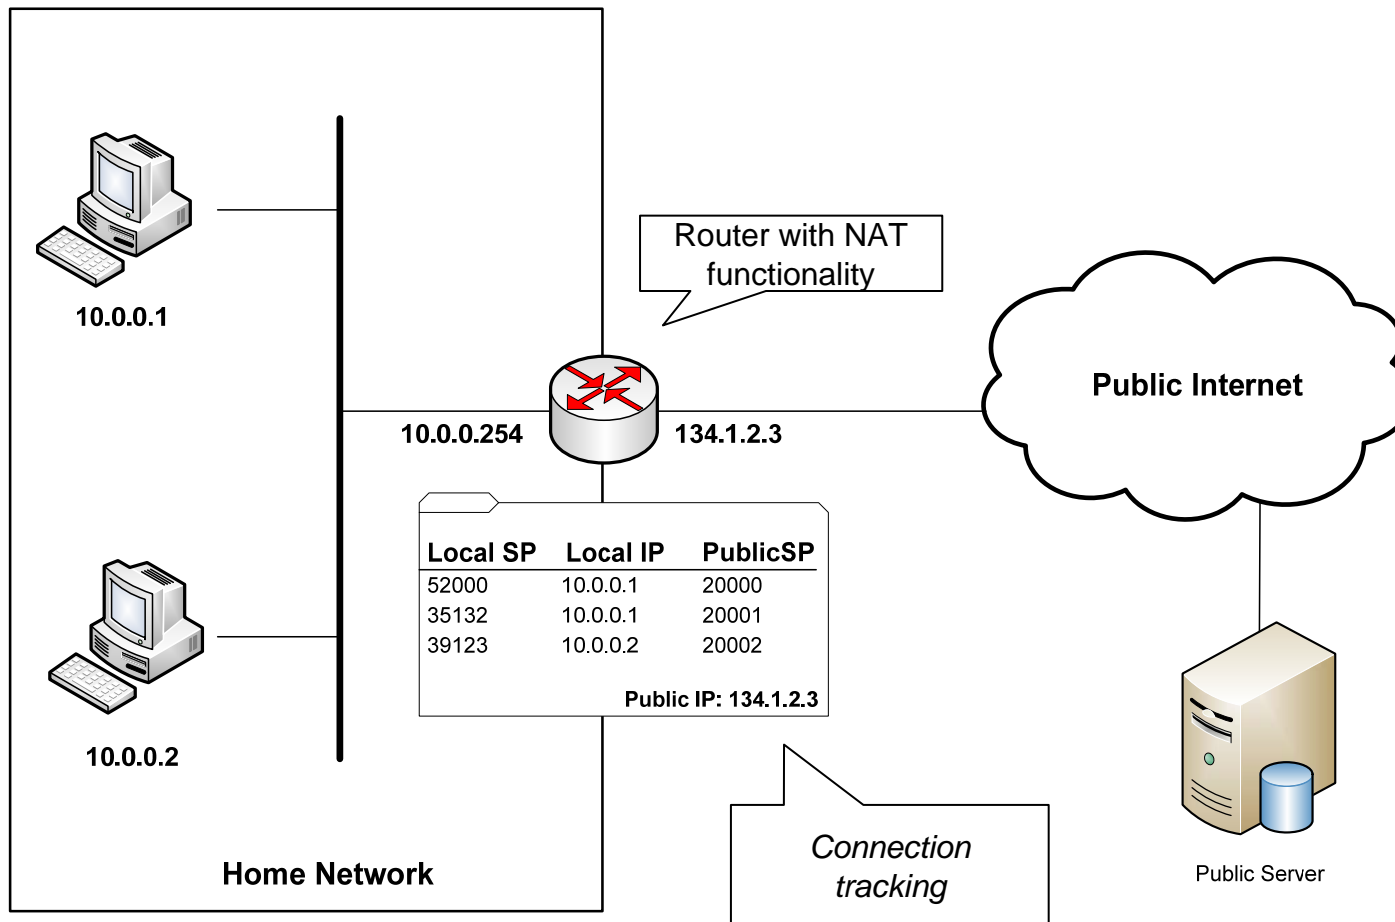 Router with NAT
functionality
10.0.0.1
Public Internet
10.0.0.254
134.1.2.3
Local SP Local IP PublicSP
52000 10.0.0.1 20000
35132 10.0.0.1 20001
39123 10.0.0.2 20002
Public IP: 134.1.2.3
10.0.0.2
Connection
tracking
Home Network
Public Server